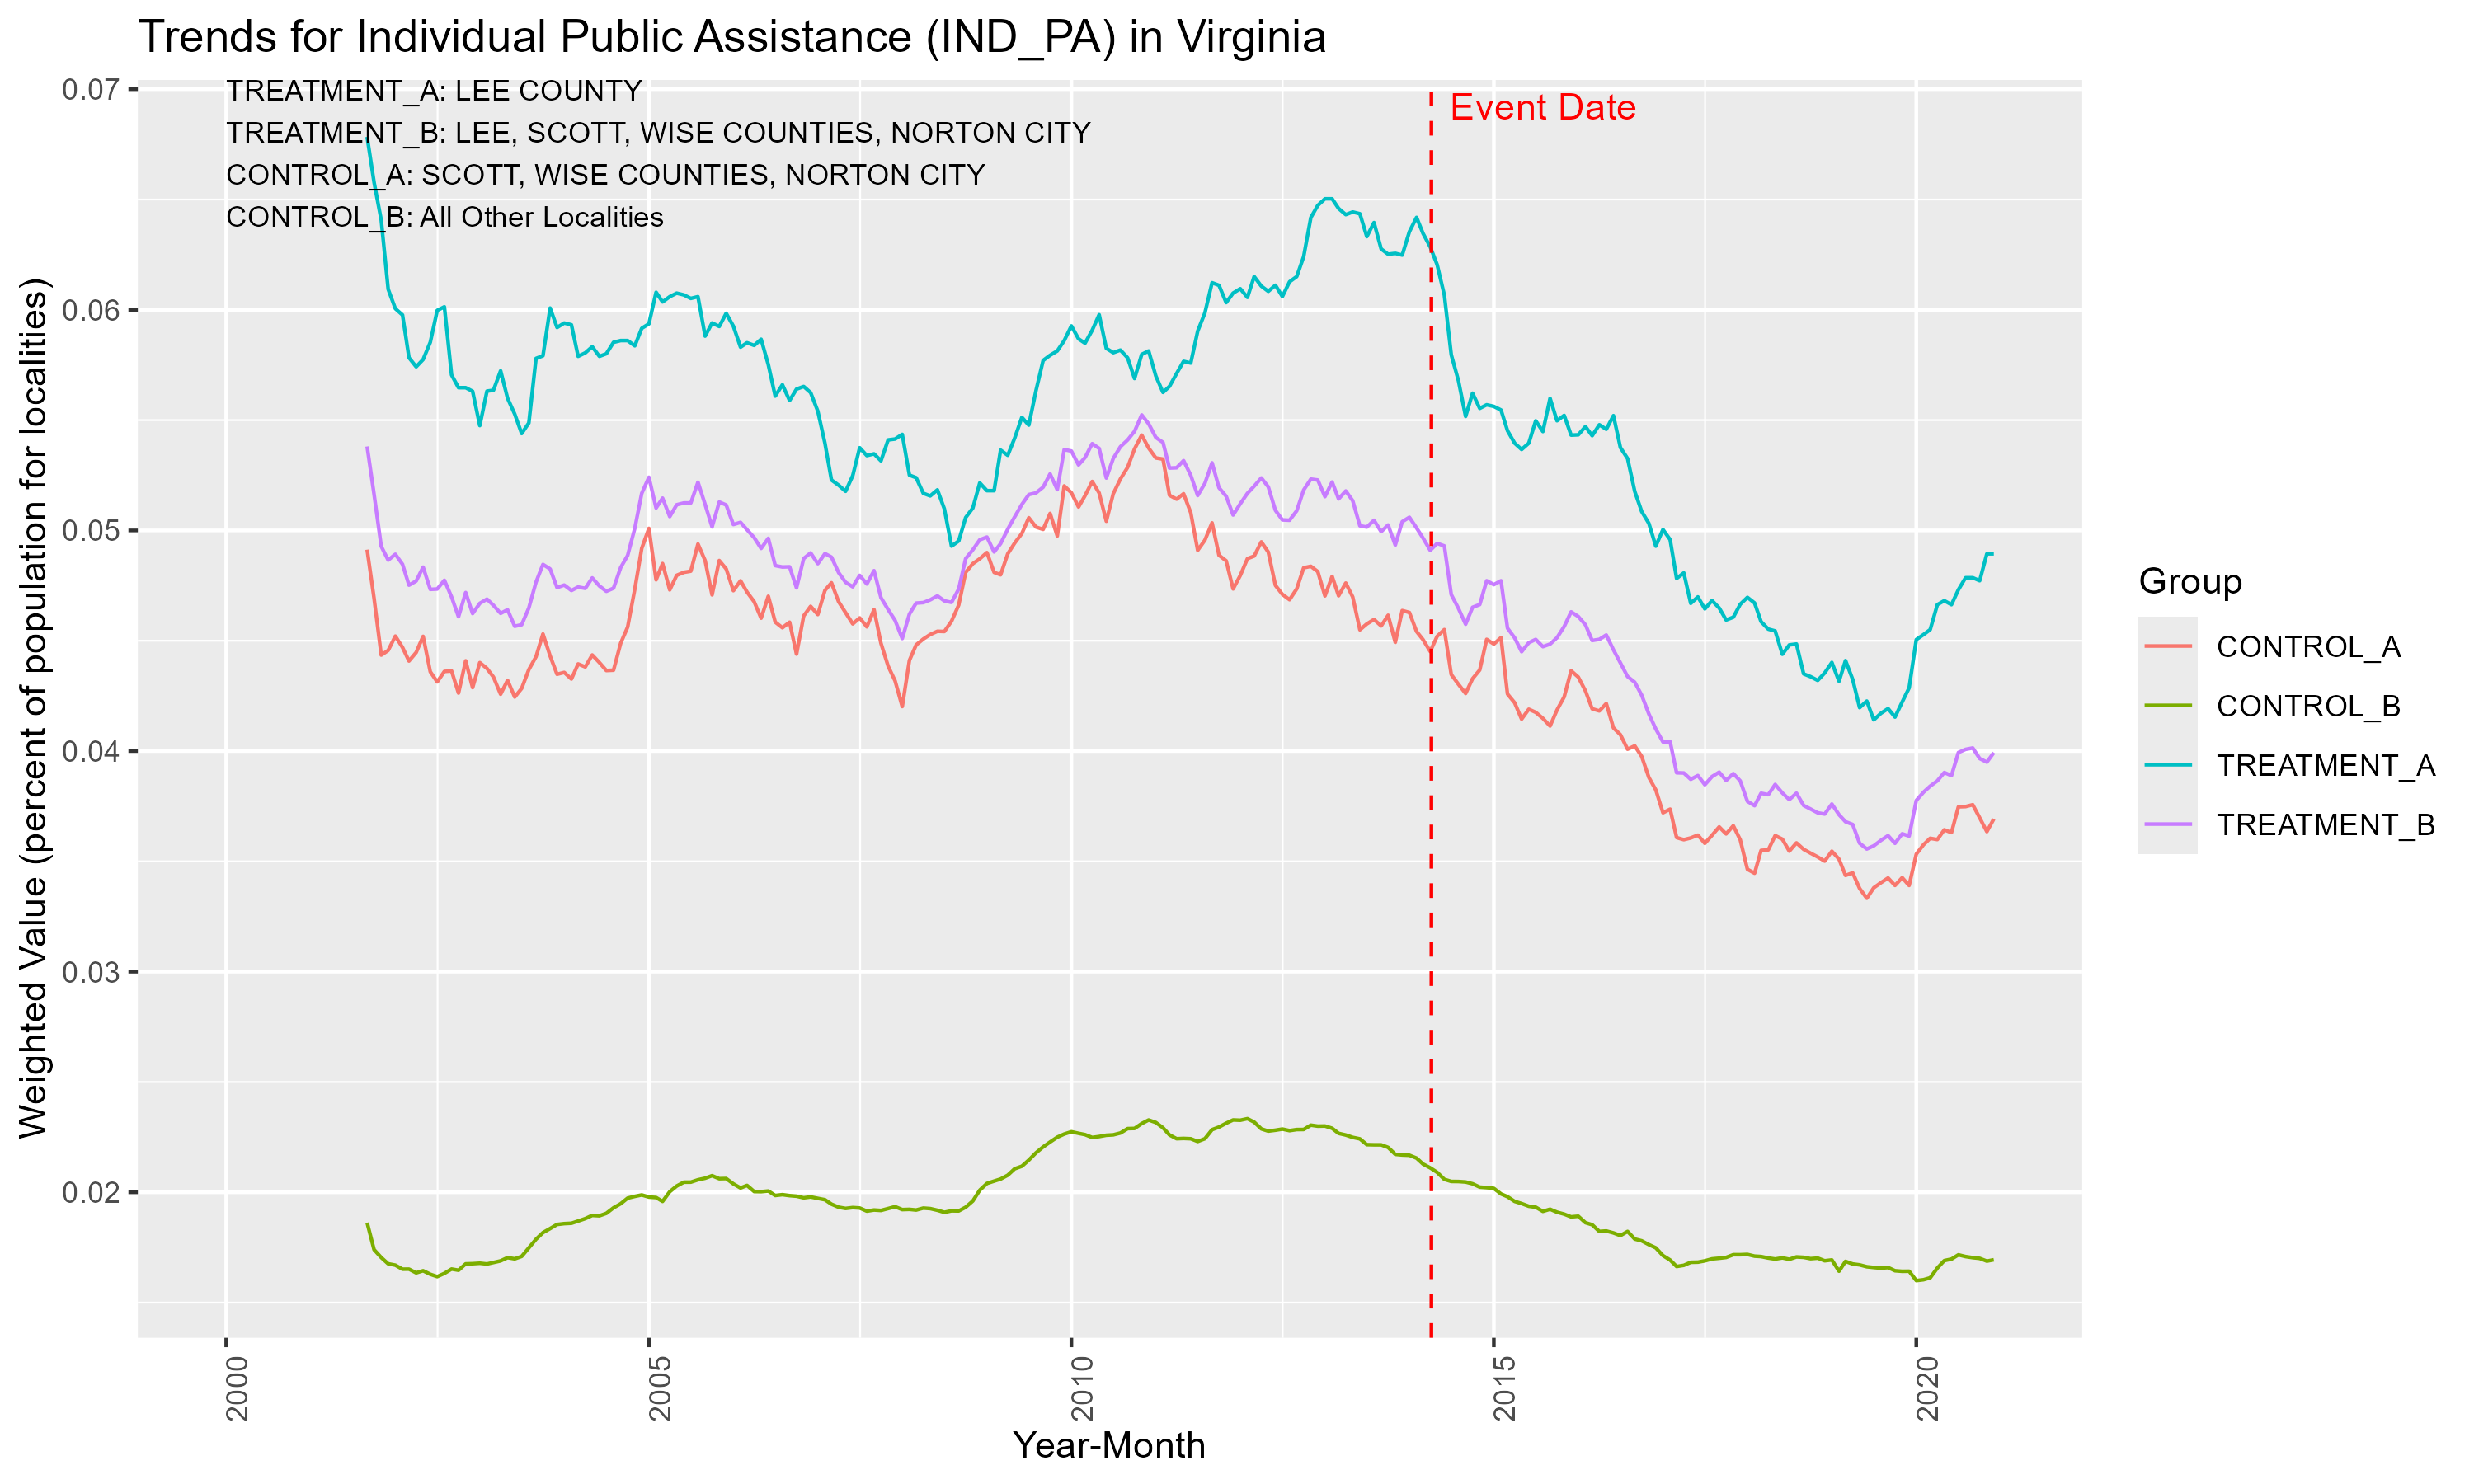 Trends for Individual Public Assistance (IND_PA) in Virginia
TREATMENT_A: LEE COUNTY
TREATMENT_B: LEE, SCOTT, WISE COUNTIES, NORTON CITY
CONTROL_A: SCOTT, WISE COUNTIES, NORTON CITY
CONTROL_B: All Other Localities
Event Date
Weighted Value (percent of population for localities)
0.07
0.06
0.05
0.04
0.03
0.02
2000
2005
2010
2015
2020
Year-Month
Group
CONTROL_A
CONTROL_B
TREATMENT_A
TREATMENT_B